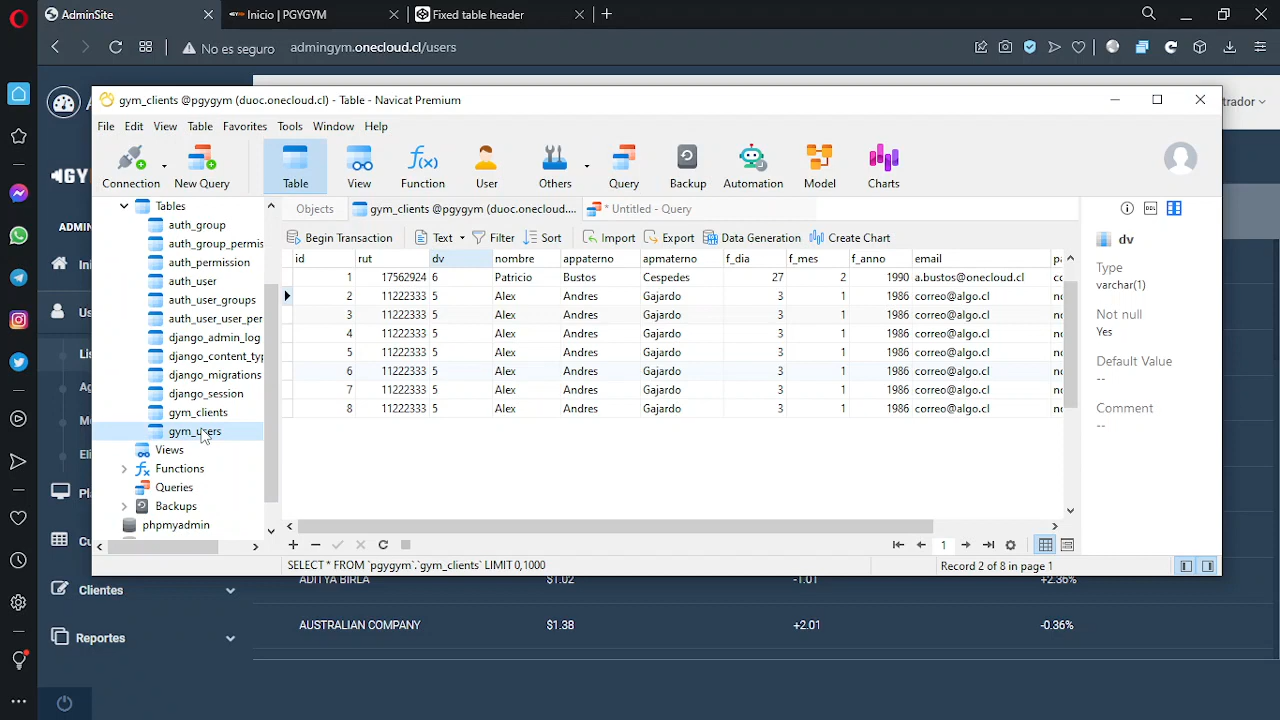 AdminSite
Inicio | PGYGYM
Fixed table header
No es seguro
admingym.onecloud.cl/users
gym_clients @pgygym (duoc.onecloud.cl) - Table - Navicat Premium
trador
File Edit View Table Favorites Tools Window Help
Connection
New Query
Table
View
Function
User
Others
Query
Backup
Automation
Model
Charts
GY
ADMIN
Tables
auth_group
auth_group_permis
auth_permission
auth_user
auth_user_groups
auth_user_user_per
django_admin_log
django_content_typ
django_migrations
django_session
gym_clients
gym_users
Views
Functions
Queries
Backups
phpmyadmin
Objects
gym_clients @pgygym (duoc.onecloud....
* Untitled - Query
Begin Transaction Text Filter Sort Import Export Data Generation Create Chart
id rut dv nombre appaterno apmaterno f_dia f_mes f_anno email pa
1 17562924 6 Patricio Bustos Cespedes 27 2 1990 a.bustos@onecloud.cl
2 11222333 5 Alex Andres Gajardo 3 1 1986 correo@algo.cl
3 11222333 5 Alex Andres Gajardo 3 1 1986 correo@algo.cl
4 11222333 5 Alex Andres Gajardo 3 1 1986 correo@algo.cl
5 11222333 5 Alex Andres Gajardo 3 1 1986 correo@algo.cl
6 11222333 5 Alex Andres Gajardo 3 1 1986 correo@algo.cl
7 11222333 5 Alex Andres Gajardo 3 1 1986 correo@algo.cl
8 11222333 5 Alex Andres Gajardo 3 1 1986 correo@algo.cl
DDL
dv
Type
varchar(1)
Not null
Yes
Default Value
--
Comment
--
1
SELECT * FROM `pgygym`.`gym_clients` LIMIT 0,1000
Record 2 of 8 in page 1
Clientes
Reportes
ADITYA BIRLA $1.02 -1.01 +2.36%
AUSTRALIAN COMPANY $1.38 +2.01 -0.36%